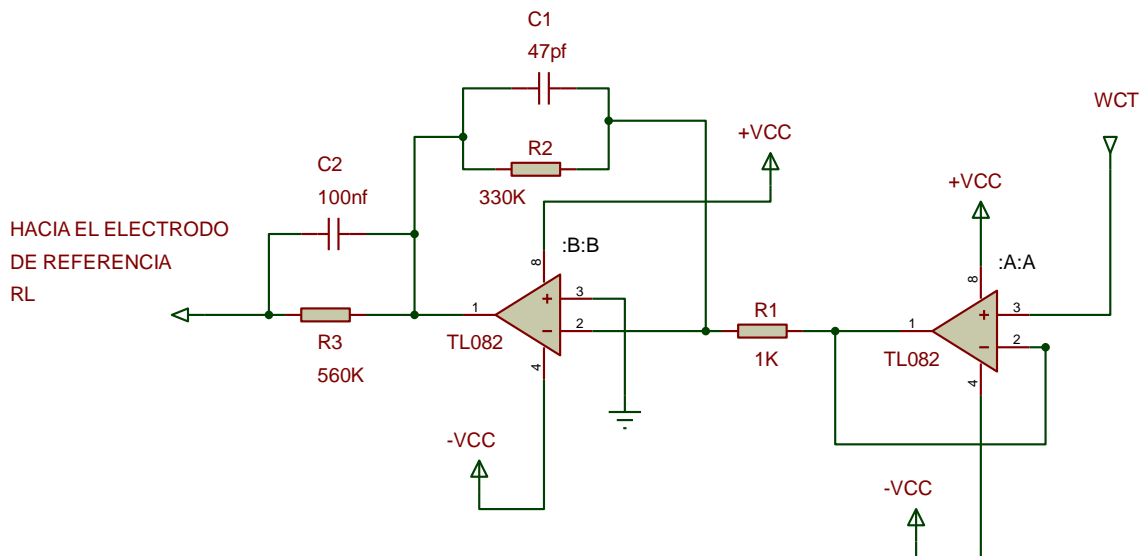 C1
47pf
WCT
+VCC
R2
330K
C2
100nf
+VCC
HACIA EL ELECTRODO
DE REFERENCIA
RL
:B:B
:A:A
8
8
1
3
2
4
TL082
R1
1K
1
3
2
4
TL082
R3
560K
-VCC
-VCC